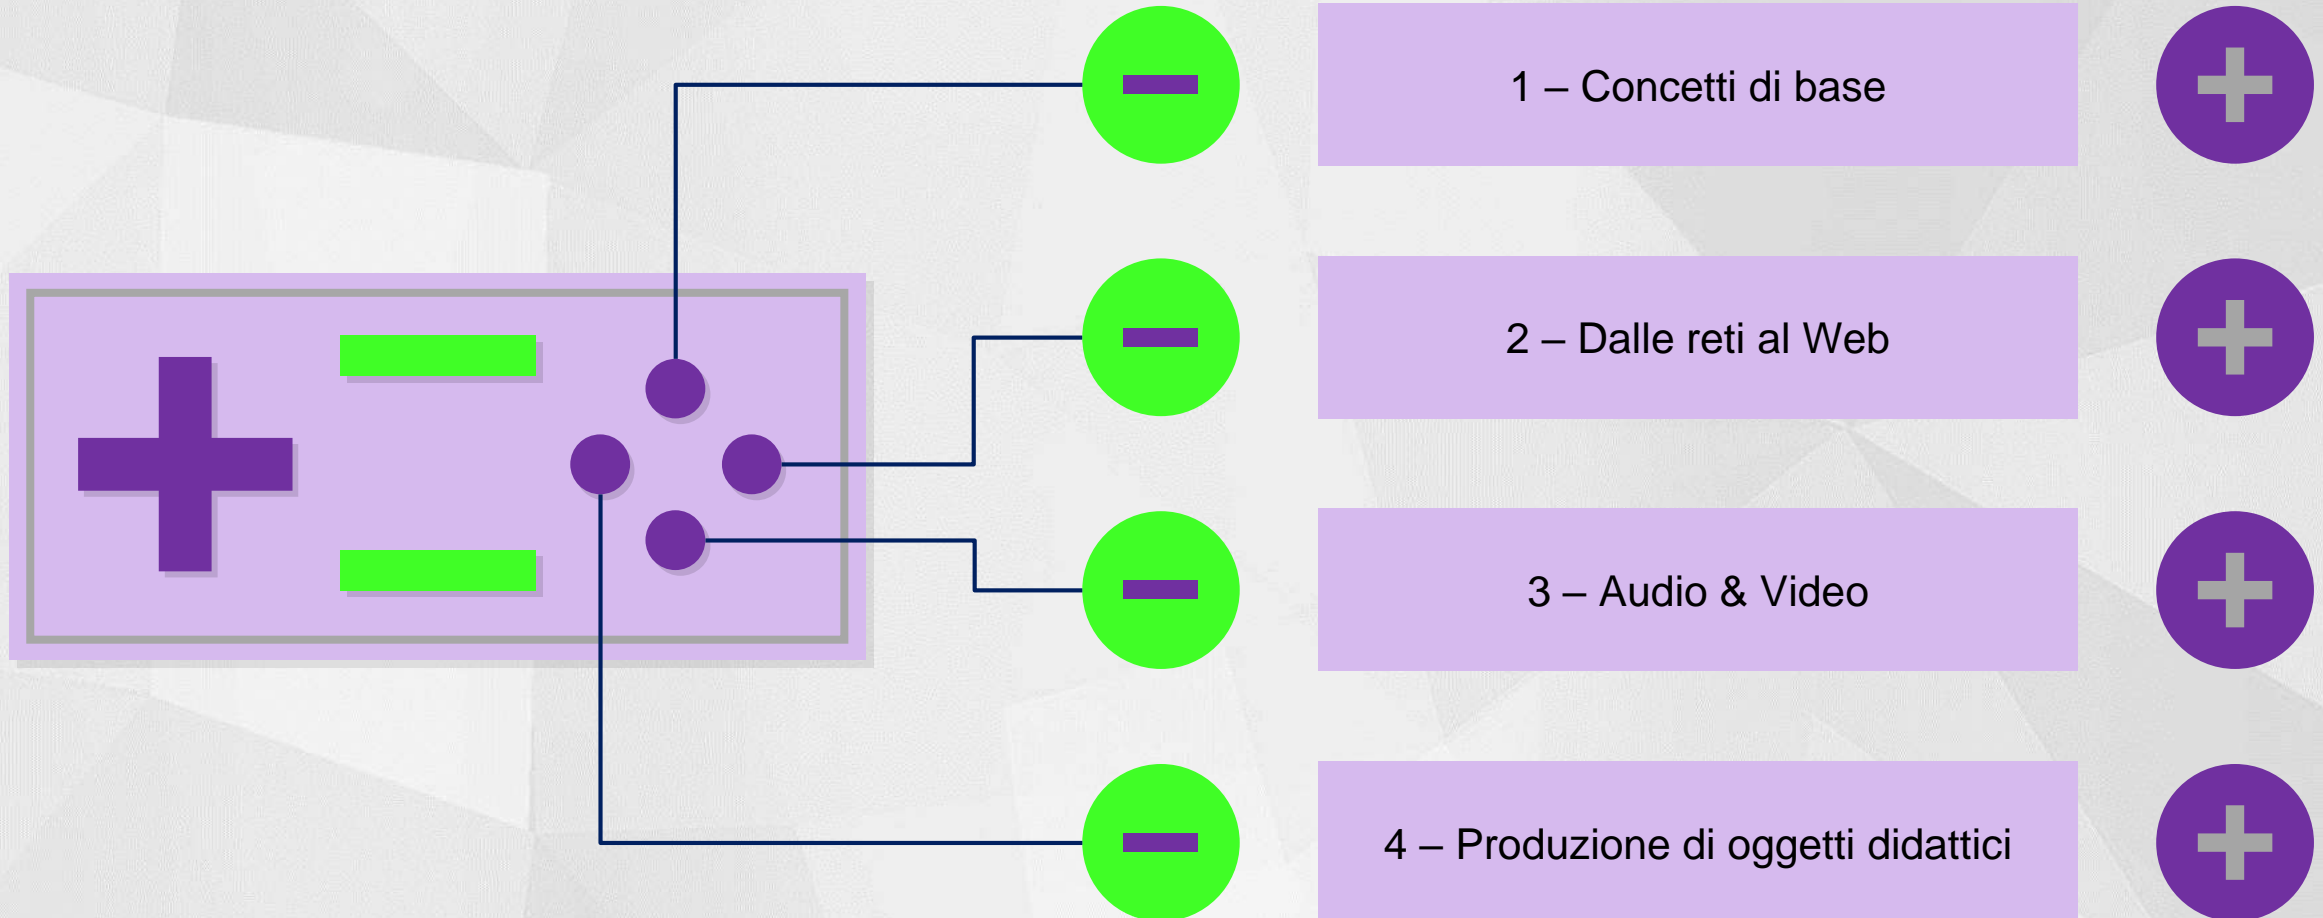 1 – Concetti di base
2 – Dalle reti al Web
3 – Audio & Video
4 – Produzione di oggetti didattici